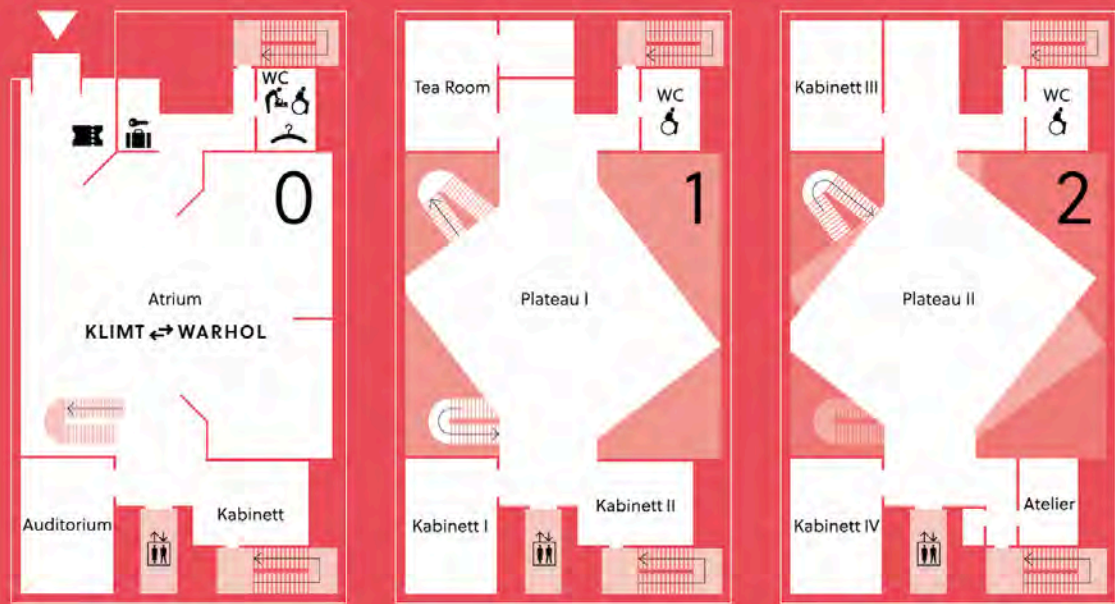 WC
0
Atrium
KLIMT ⇄ WARHOL
Auditorium
Kabinett
Tea Room
WC
1
Plateau I
Kabinett I
Kabinett II
Kabinett III
WC
2
Plateau II
Kabinett IV
Atelier